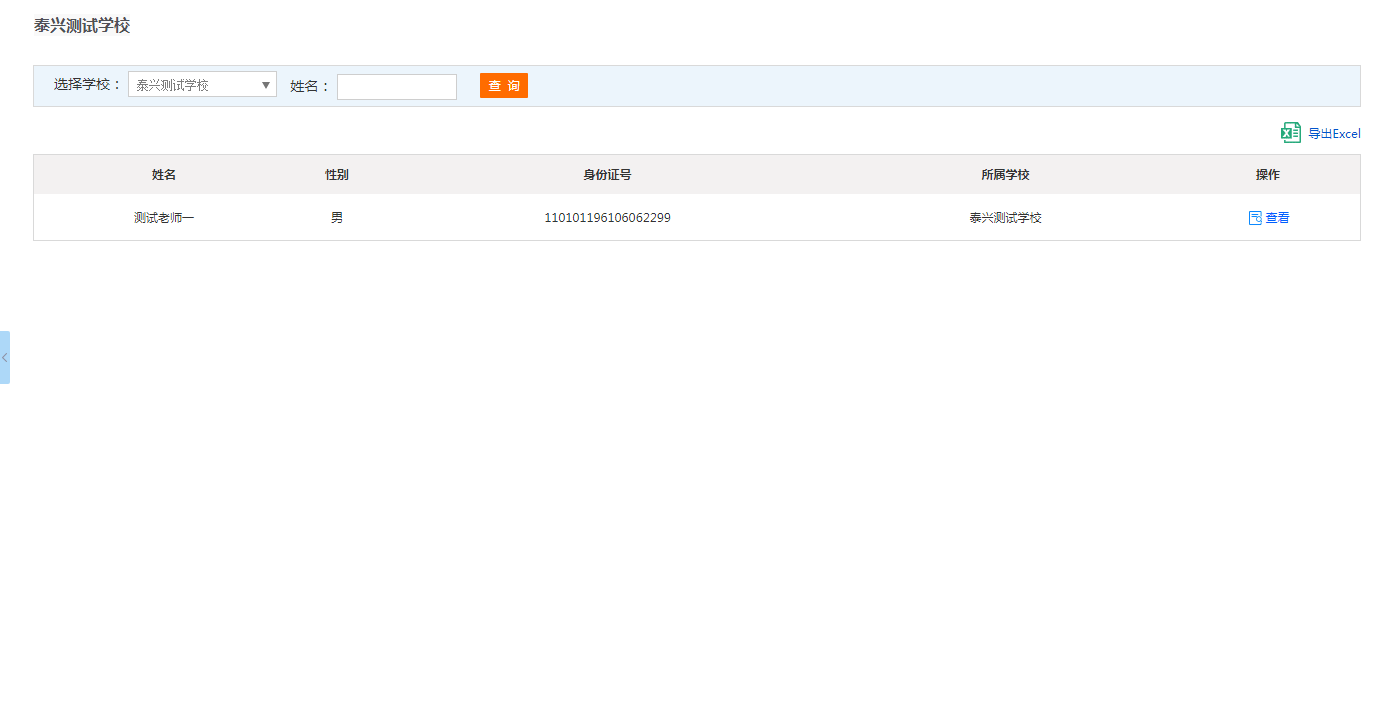 泰兴测试学校
选择学校： 泰兴测试学校 ▼ 姓名： 查 询
导出Excel
姓名 性别 身份证号 所属学校 操作
测试老师一 男 110101196106062299 泰兴测试学校 查看